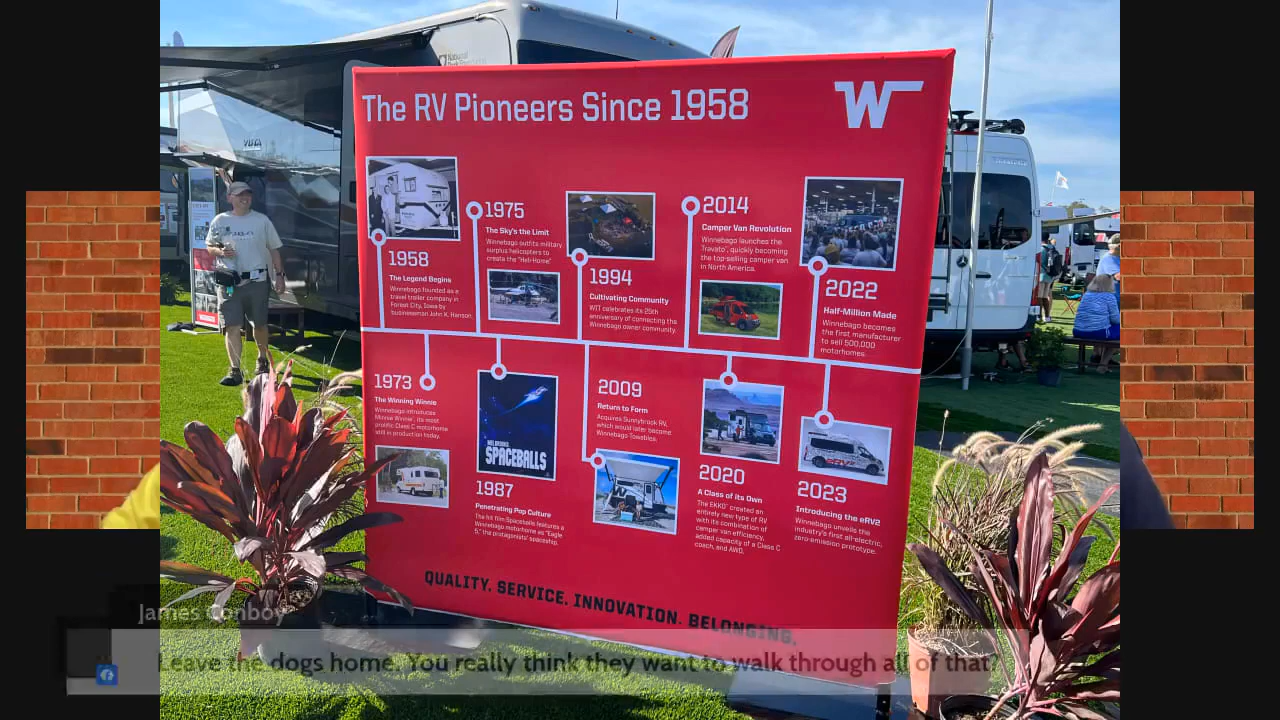 The RV Pioneers Since 1958
W
1958
The Legend Begins
Winnebago founded as a
travel trailer company in
Forest City, Iowa by
businessman John K. Hanson.
1975
The Sky's the Limit
Winnebago outfits military
surplus helicopters to
create the "Heli-Home"
1994
Cultivating Community
WIT celebrates its 25th
anniversary of connecting the
Winnebago owner community.
2014
Camper Van Revolution
Winnebago launches the
Travato, quickly becoming
the top-selling camper van
in North America.
2022
Half-Million Made
Winnebago becomes
the first manufacturer
to sell 500,000
motorhomes.
1973
The Winning Winnie
Winnebago introduces
Minnie Winnie, its most
prolific Class C motorhome
still in production today.
SPACEBALLS
1987
Penetrating Pop Culture
The hit film Spaceballs features a
Winnebago motorhome as "Eagle
5," the protagonists' spaceship.
2009
Return to Form
Acquires Sunnybrook RV,
which would later become
Winnebago Towables.
2020
A Class of its Own
The EKKO created an
entirely new type of RV
with its combination of
camper van efficiency,
added capacity of a Class C
coach, and AWD.
2023
Introducing the eRV2
Winnebago unveils the
industry's first all-electric,
zero-emission prototype.
QUALITY. SERVICE. INNOVATION. BELONGING.
James Conboy
Leave the dogs home. You really think they want to walk through all of that?